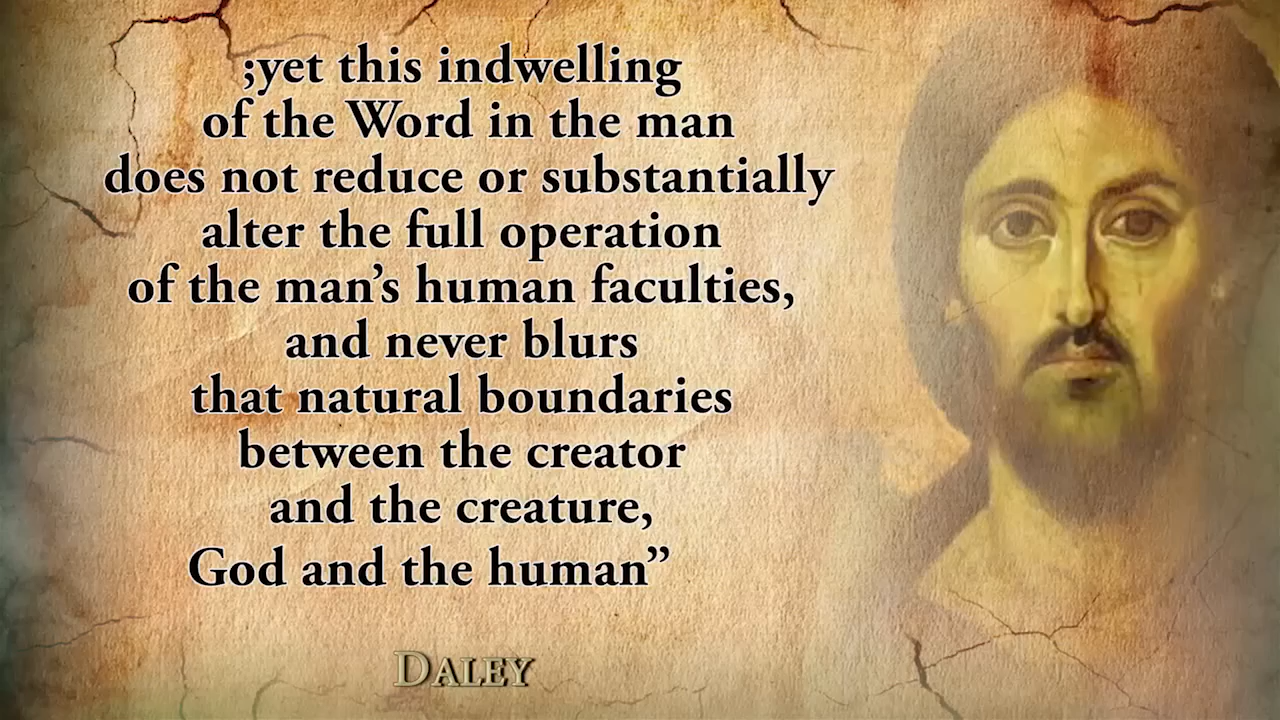 ;yet this indwelling
of the Word in the man
does not reduce or substantially
alter the full operation
of the man’s human faculties,
and never blurs
that natural boundaries
between the creator
and the creature,
God and the human”
DALEY